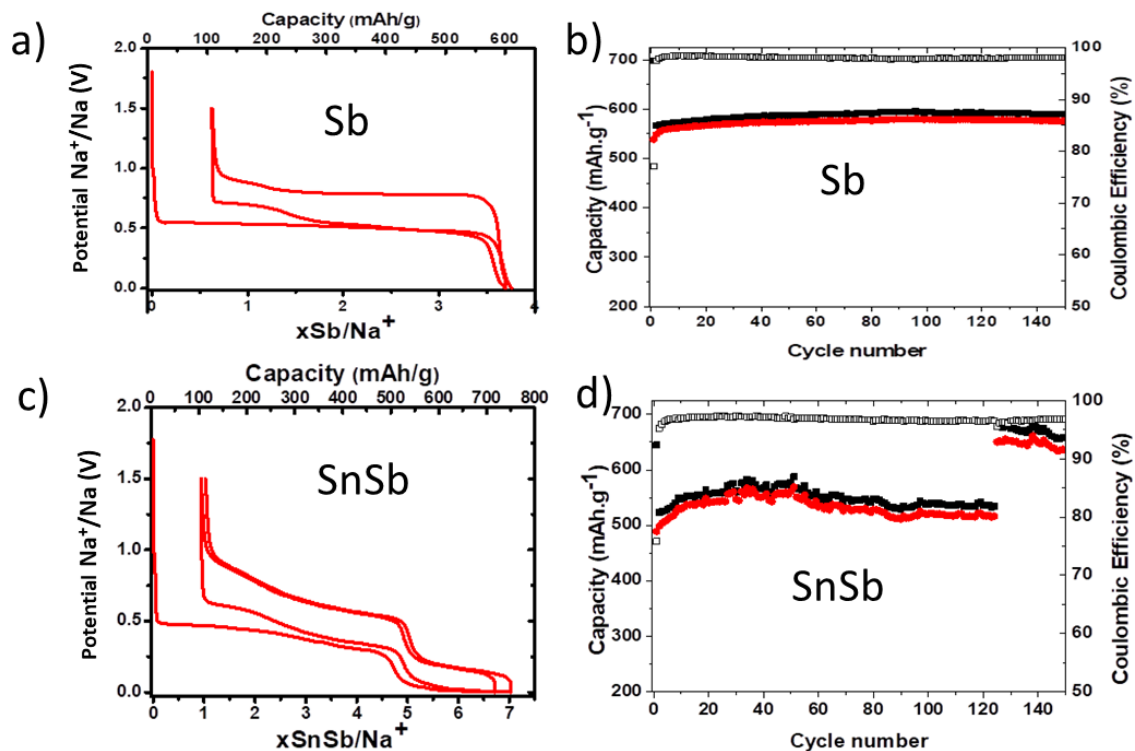 a)
Capacity (mAh/g)
0 100 200 300 400 500 600
2.0
1.5
1.0
0.5
0.0
Potential Na+/Na (V)
Sb
0 1 2 3 4
xSb/Na+
b)
700
600
500
400
300
200
Capacity (mAh.g-1)
Sb
100
90
80
70
60
50
Coulombic Efficiency (%)
0 20 40 60 80 100 120 140
Cycle number
c)
Capacity (mAh/g)
0 100 200 300 400 500 600 700 800
2.0
1.5
1.0
0.5
0.0
Potential Na+/Na (V)
SnSb
0 1 2 3 4 5 6 7
xSnSb/Na+
d)
700
650
500
450
300
200
Capacity (mAh.g-1)
SnSb
100
90
80
70
60
50
Coulombic Efficiency (%)
0 20 40 60 80 100 120 140
Cycle number